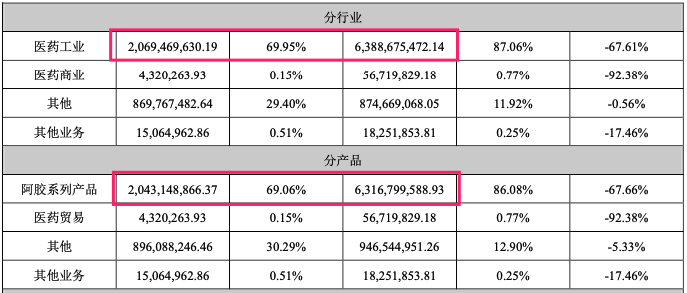 分行业
医药工业 2,069,469,630.19 69.95% 6,388,675,472.14 87.06% -67.61%
医药商业 4,320,263.93 0.15% 56,719,829.18 0.77% -92.38%
其他 869,767,482.64 29.40% 874,669,068.05 11.92% -0.56%
其他业务 15,064,962.86 0.51% 18,251,853.81 0.25% -17.46%
分产品
阿胶系列产品 2,043,148,866.37 69.06% 6,316,799,588.93 86.08% -67.66%
医药贸易 4,320,263.93 0.15% 56,719,829.18 0.77% -92.38%
其他 896,088,246.46 30.29% 946,544,951.26 12.90% -5.33%
其他业务 15,064,962.86 0.51% 18,251,853.81 0.25% -17.46%